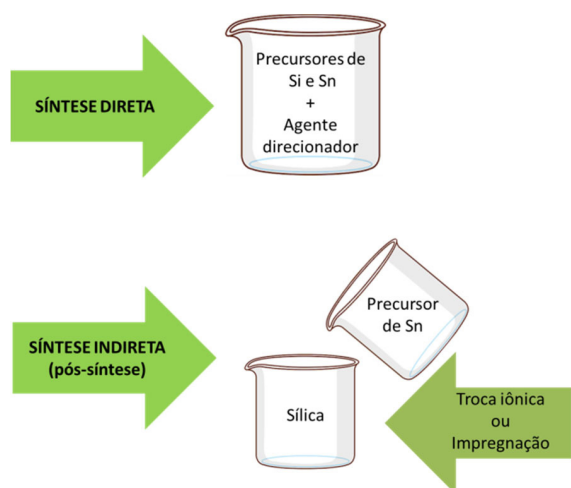 SÍNTESE DIRETA
Precursores de
Si e Sn
+
Agente
direcionador
SÍNTESE INDIRETA
(pós-síntese)
Precursor
de Sn
Sílica
Troca iônica
ou
Impregnação